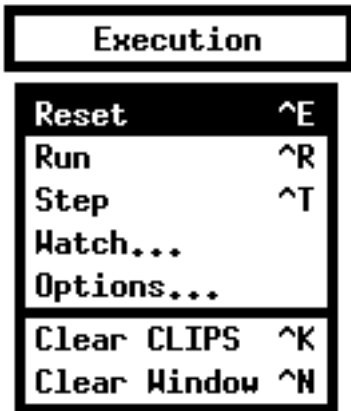 Execution
Reset ^E
Run ^R
Step ^T
Watch...
Options...
Clear CLIPS ^K
Clear Window ^N